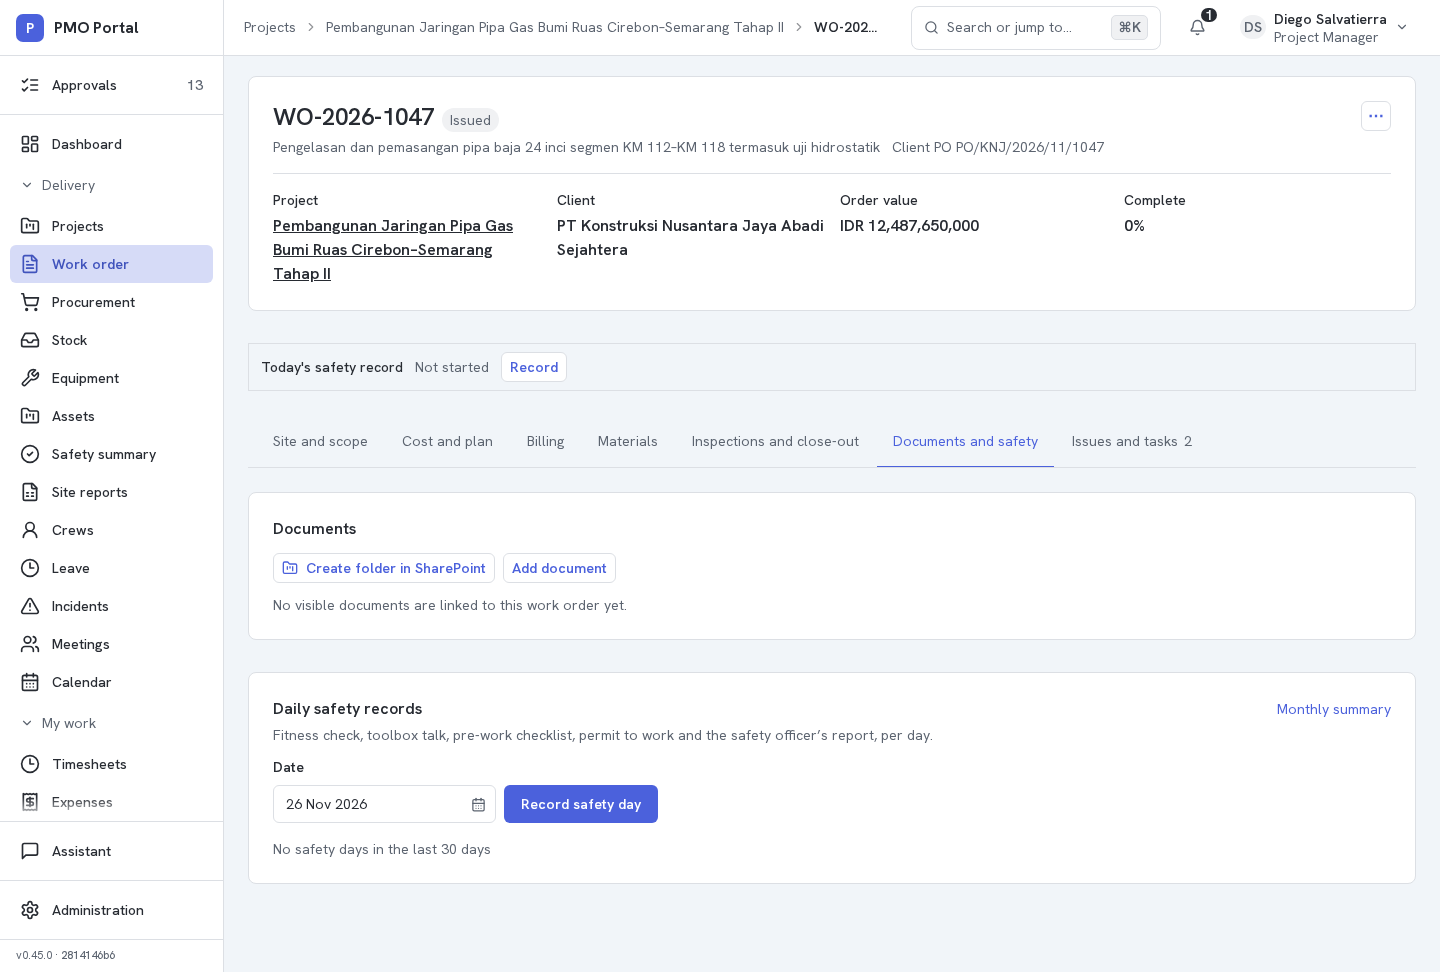 P PMO Portal
Projects > Pembangunan Jaringan Pipa Gas Bumi Ruas Cirebon–Semarang Tahap II > WO-202...
Search or jump to... ⌘K
1
DS Diego Salvatierra
Project Manager
Approvals 13
Dashboard
Delivery
Projects
Work order
Procurement
Stock
Equipment
Assets
Safety summary
Site reports
Crews
Leave
Incidents
Meetings
Calendar
My work
Timesheets
Expenses
Assistant
Administration
v0.45.0 · 2814146b6
WO-2026-1047 Issued
Pengelasan dan pemasangan pipa baja 24 inci segmen KM 112–KM 118 termasuk uji hidrostatik Client PO PO/KNJ/2026/11/1047
Project
Pembangunan Jaringan Pipa Gas
Bumi Ruas Cirebon–Semarang
Tahap II
Client
PT Konstruksi Nusantara Jaya Abadi
Sejahtera
Order value
IDR 12,487,650,000
Complete
0%
Today's safety record Not started Record
Site and scope Cost and plan Billing Materials Inspections and close-out Documents and safety Issues and tasks 2
Documents
Create folder in SharePoint Add document
No visible documents are linked to this work order yet.
Daily safety records Monthly summary
Fitness check, toolbox talk, pre-work checklist, permit to work and the safety officer’s report, per day.
Date
26 Nov 2026 Record safety day
No safety days in the last 30 days